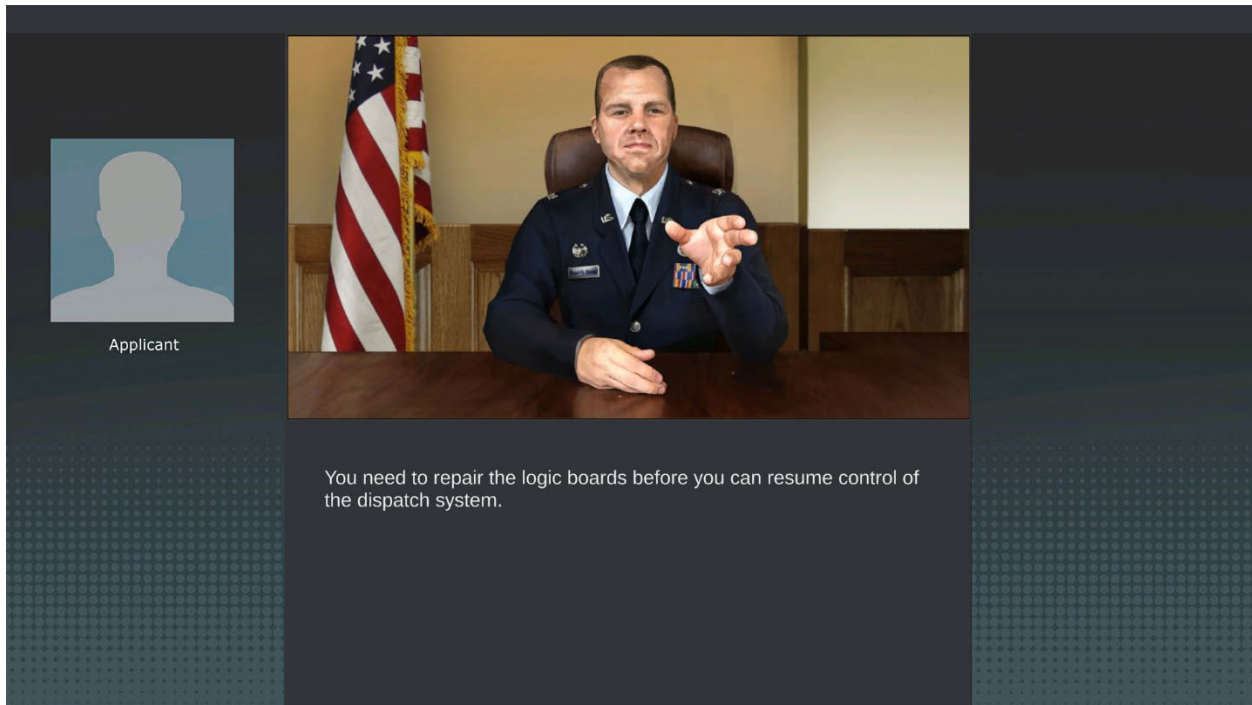 Applicant
You need to repair the logic boards before you can resume control of
the dispatch system.